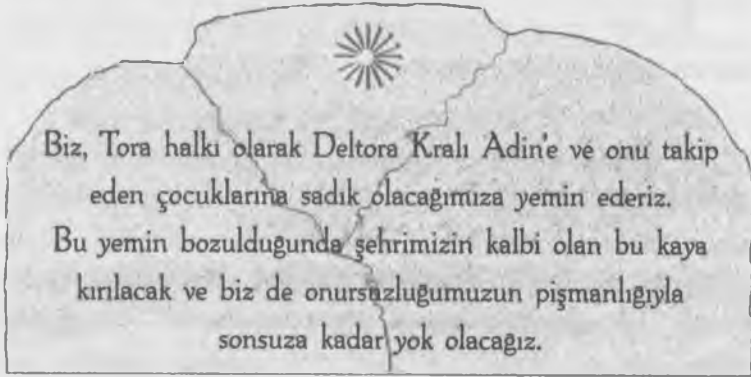 Biz, Tora halkı olarak Deltora Kralı Adin'e ve onu takip
eden çocuklarına sadık olacağımıza yemin ederiz.
Bu yemin bozulduğunda şehrimizin kalbi olan bu kaya
kırılacak ve biz de onursuzluğumuzun pişmanlığıyla
sonsuza kadar yok olacağız.